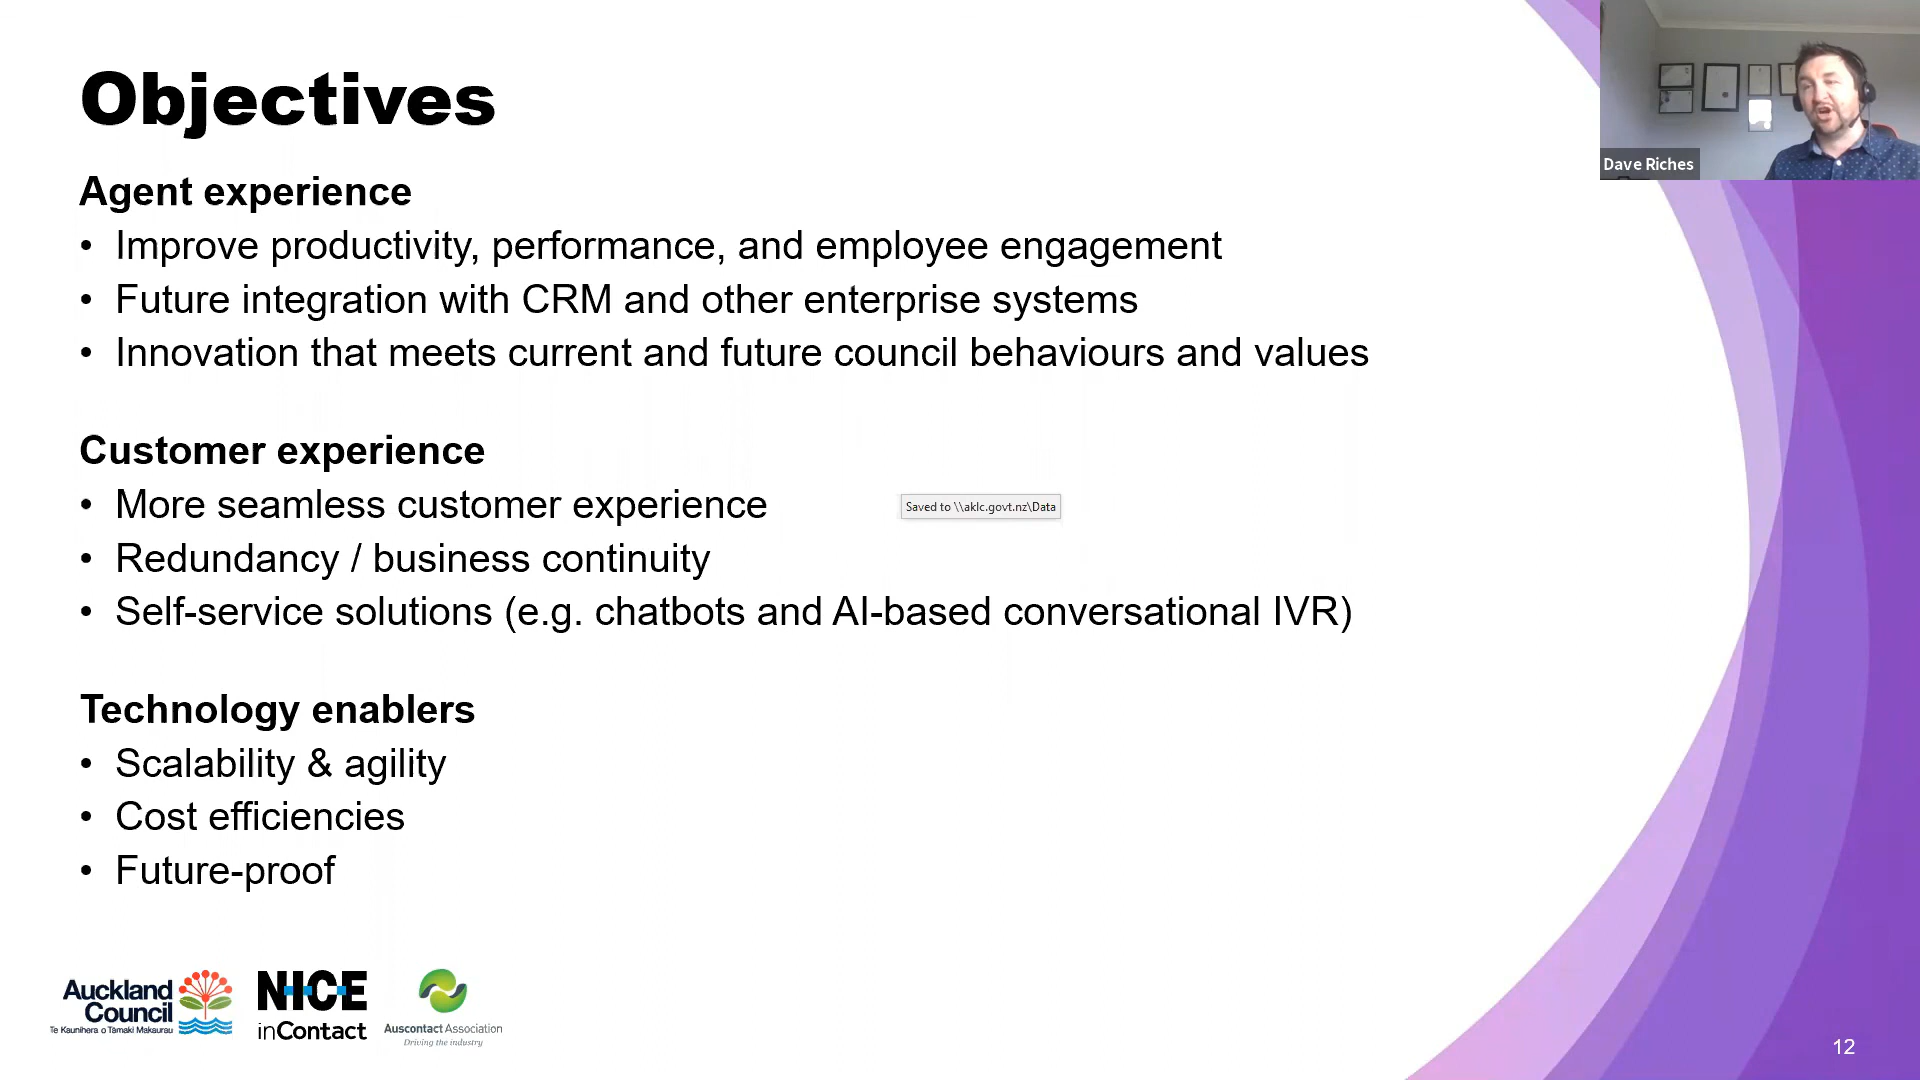 Objectives
Dave Riches
Agent experience
• Improve productivity, performance, and employee engagement
• Future integration with CRM and other enterprise systems
• Innovation that meets current and future council behaviours and values
Customer experience
• More seamless customer experience
Saved to \\aklc.govt.nz\Data
• Redundancy / business continuity
• Self-service solutions (e.g. chatbots and AI-based conversational IVR)
Technology enablers
• Scalability & agility
• Cost efficiencies
• Future-proof
Auckland
Council
Te Kaunihera o Tāmaki Makaurau
NICE
inContact
Auscontact Association
Driving the industry
12